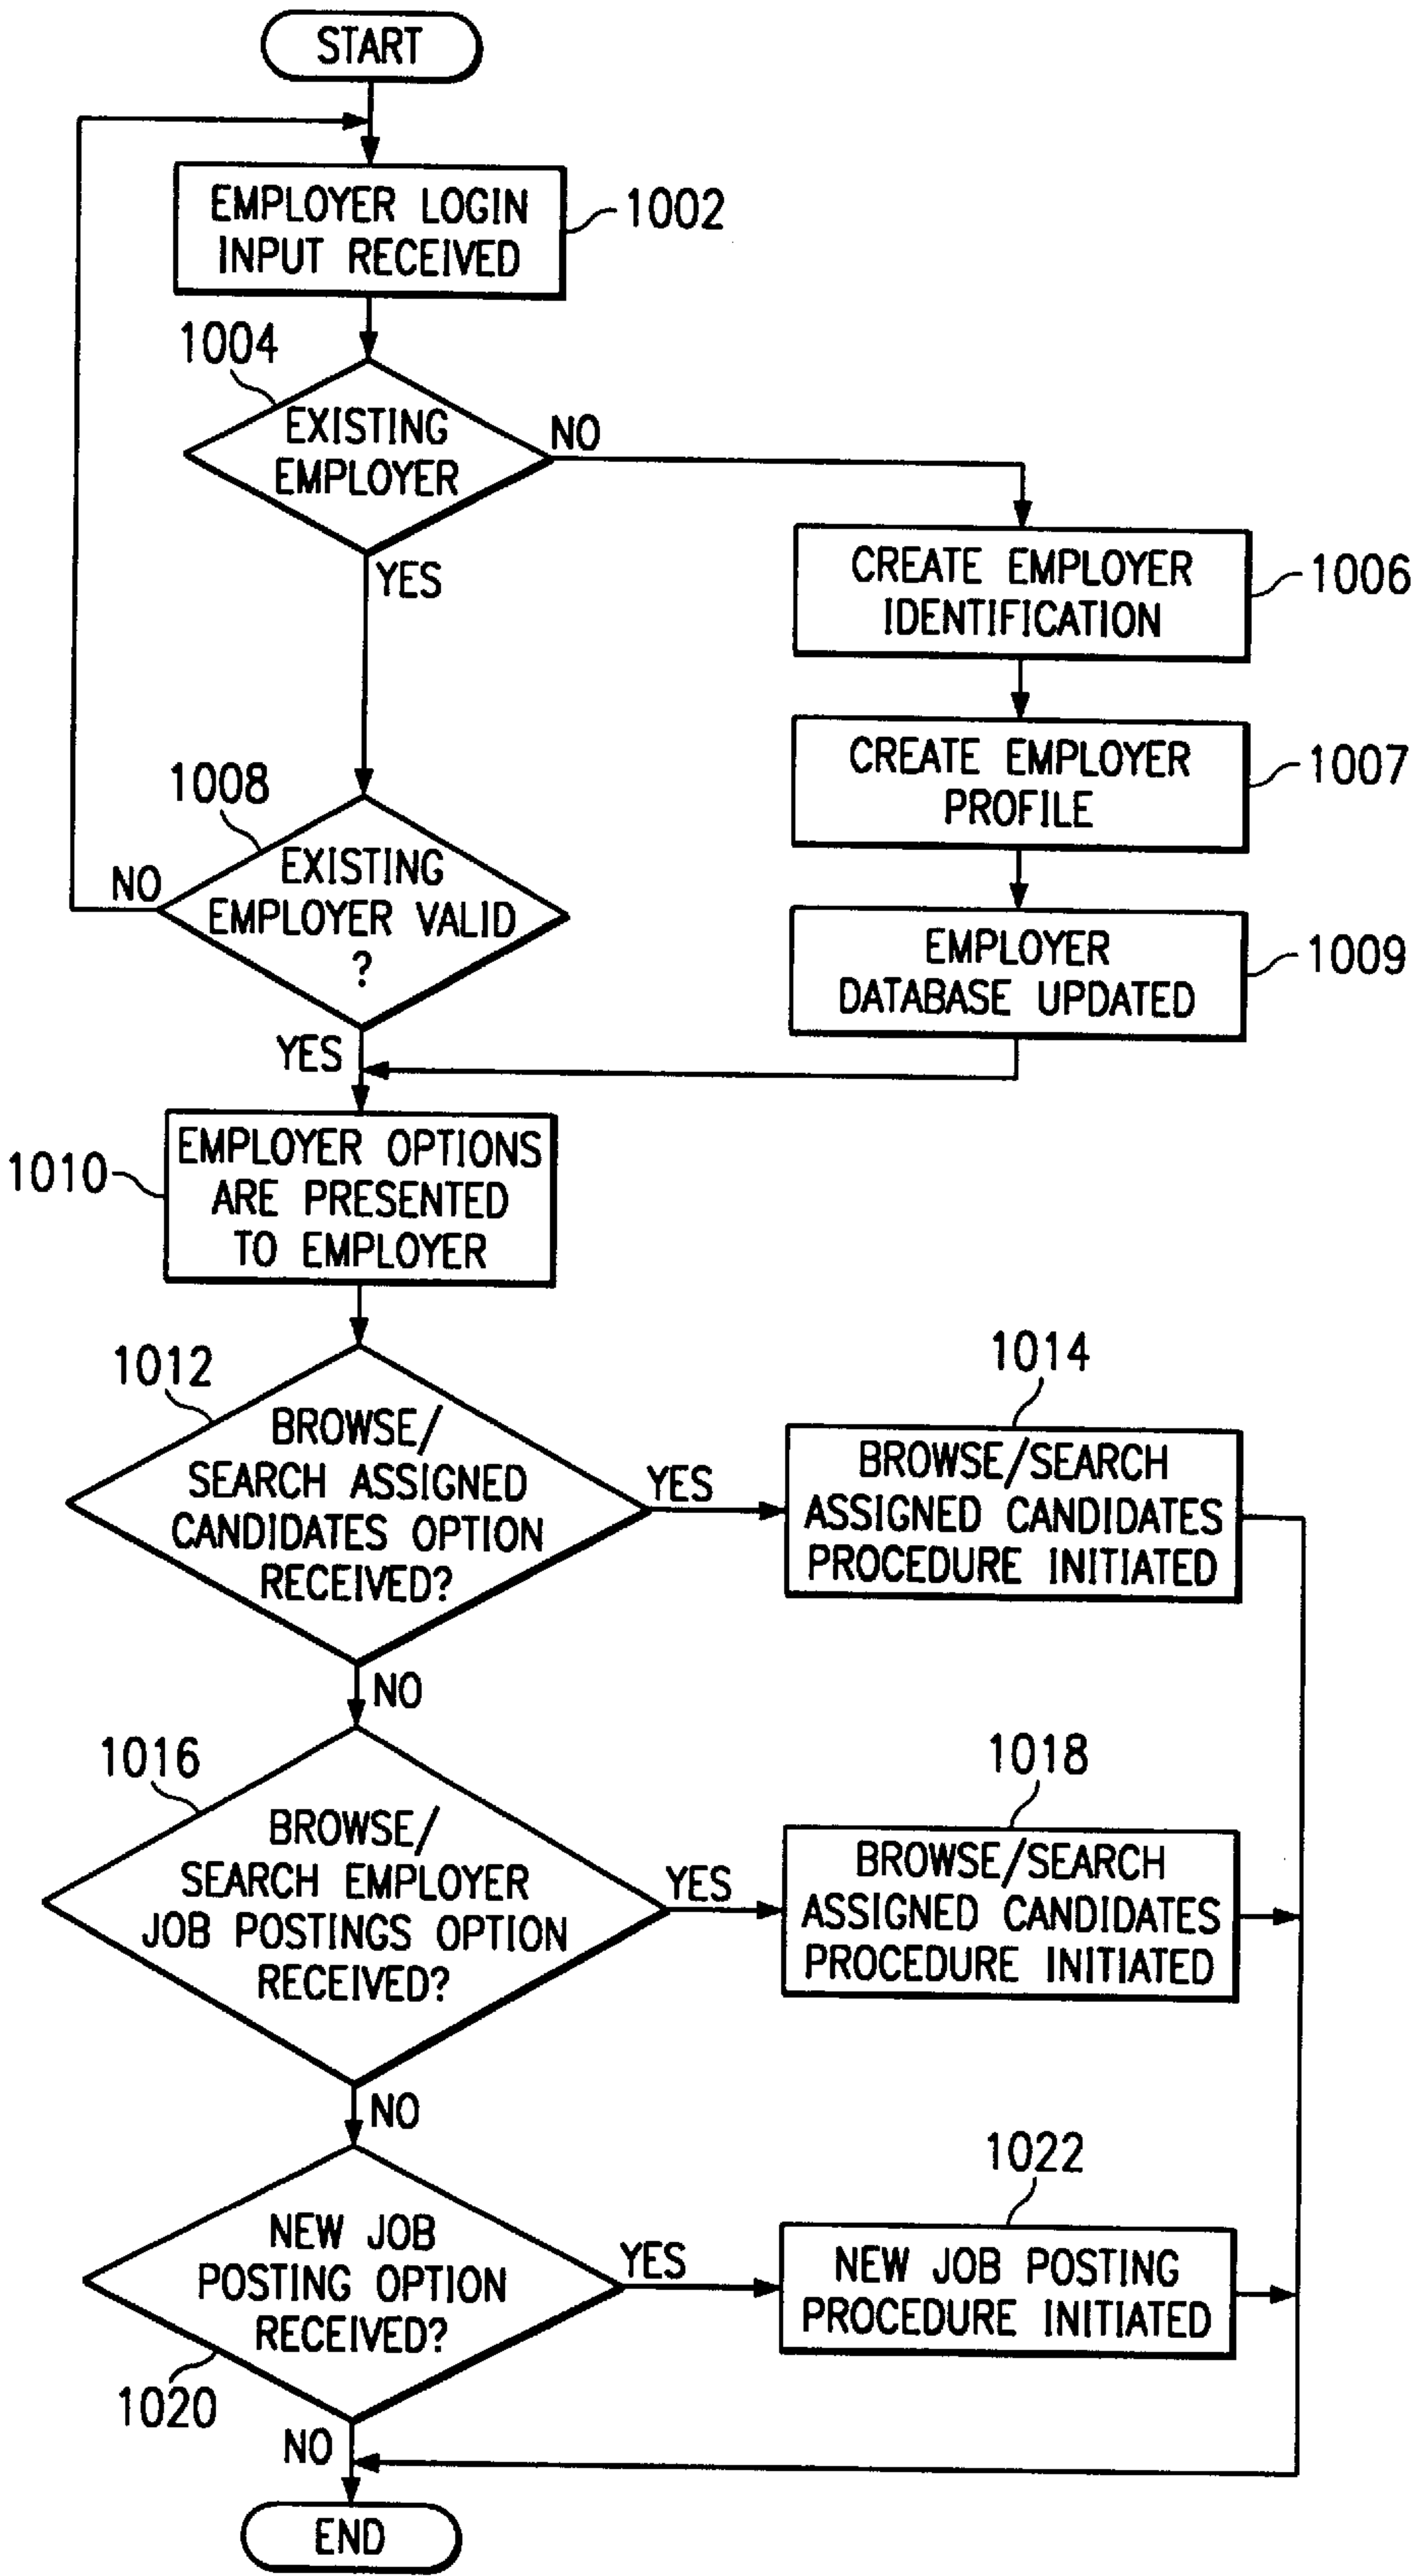 START
EMPLOYER LOGIN
INPUT RECEIVED
1002
1004
EXISTING
EMPLOYER
NO
YES
CREATE EMPLOYER
IDENTIFICATION
1006
CREATE EMPLOYER
PROFILE
1007
1008
EXISTING
EMPLOYER VALID
?
NO
YES
EMPLOYER
DATABASE UPDATED
1009
1010
EMPLOYER OPTIONS
ARE PRESENTED
TO EMPLOYER
1012
BROWSE/
SEARCH ASSIGNED
CANDIDATES OPTION
RECEIVED?
YES
NO
1014
BROWSE/SEARCH
ASSIGNED CANDIDATES
PROCEDURE INITIATED
1016
BROWSE/
SEARCH EMPLOYER
JOB POSTINGS OPTION
RECEIVED?
YES
NO
1018
BROWSE/SEARCH
ASSIGNED CANDIDATES
PROCEDURE INITIATED
NEW JOB
POSTING OPTION
RECEIVED?
1020
YES
NO
1022
NEW JOB POSTING
PROCEDURE INITIATED
END